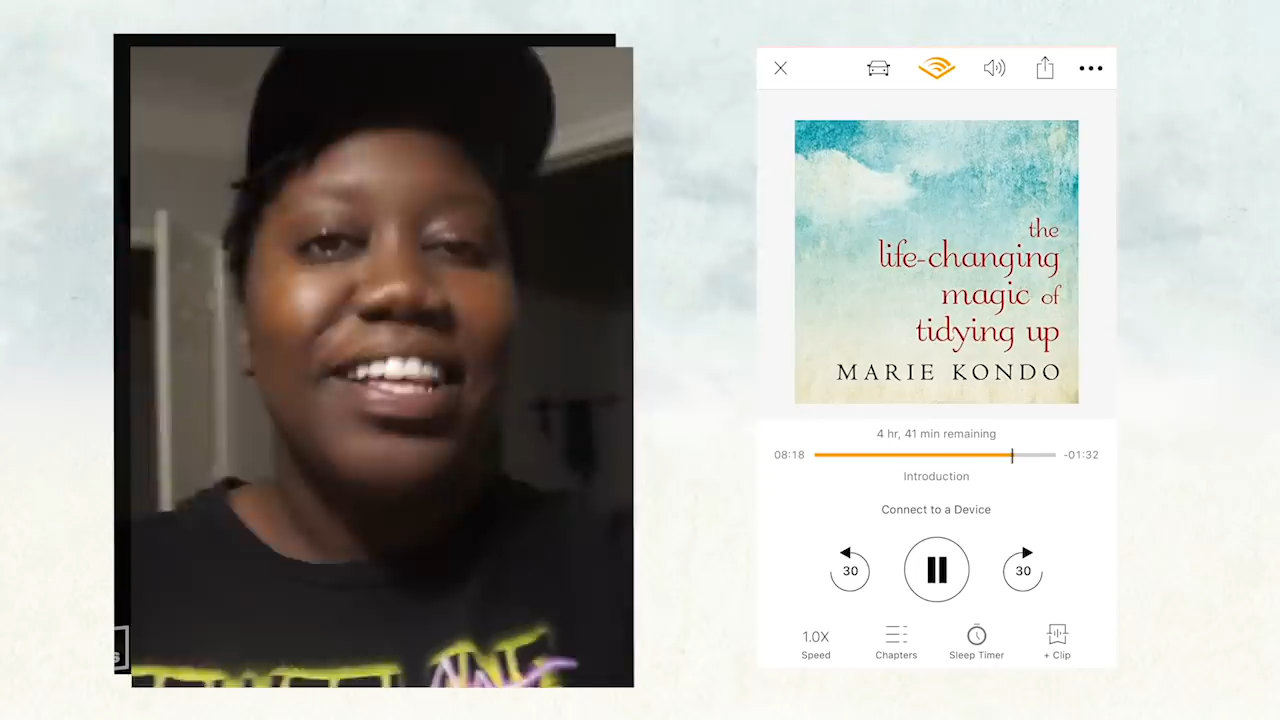 the
life-changing
magic of
tidying up
MARIE KONDO
4 hr, 41 min remaining
08:18
-01:32
Introduction
Connect to a Device
30
30
1.0X
Speed
Chapters
Sleep Timer
+ Clip